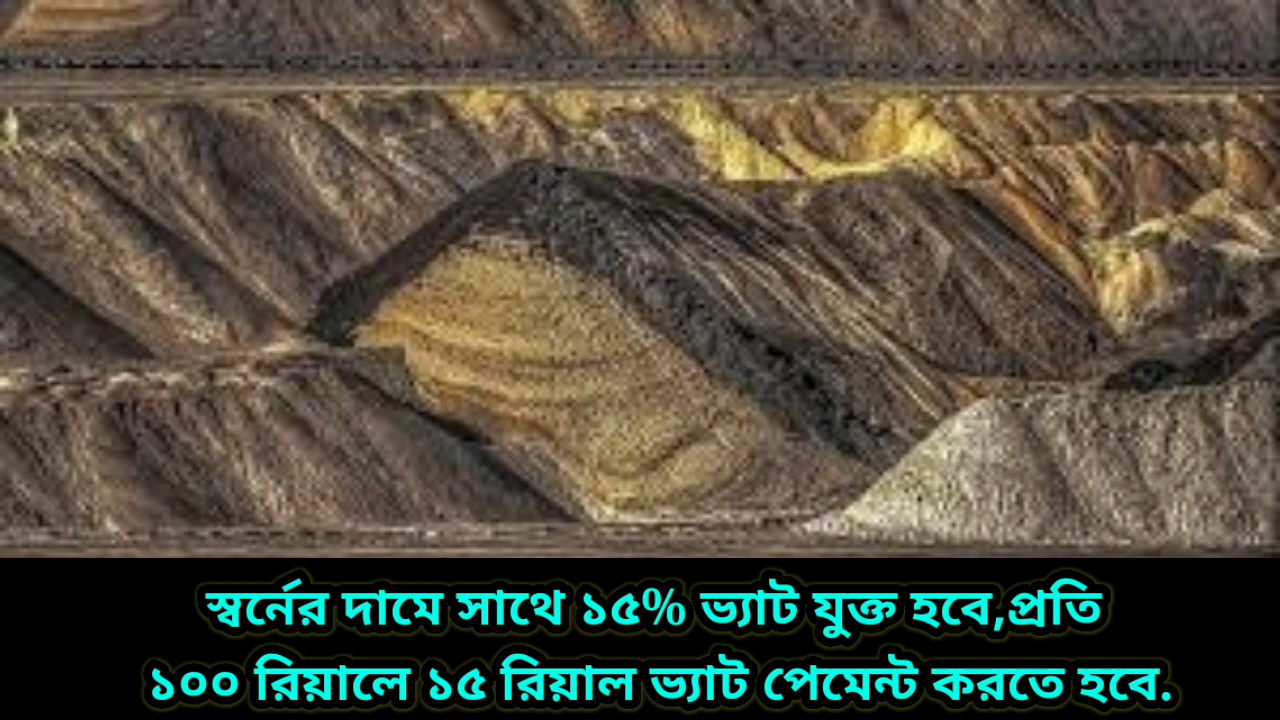 স্বর্নের দামে সাথে ১৫% ভ্যাট যুক্ত হবে,প্রতি
১০০ রিয়ালে ১৫ রিয়াল ভ্যাট পেমেন্ট করতে হবে.